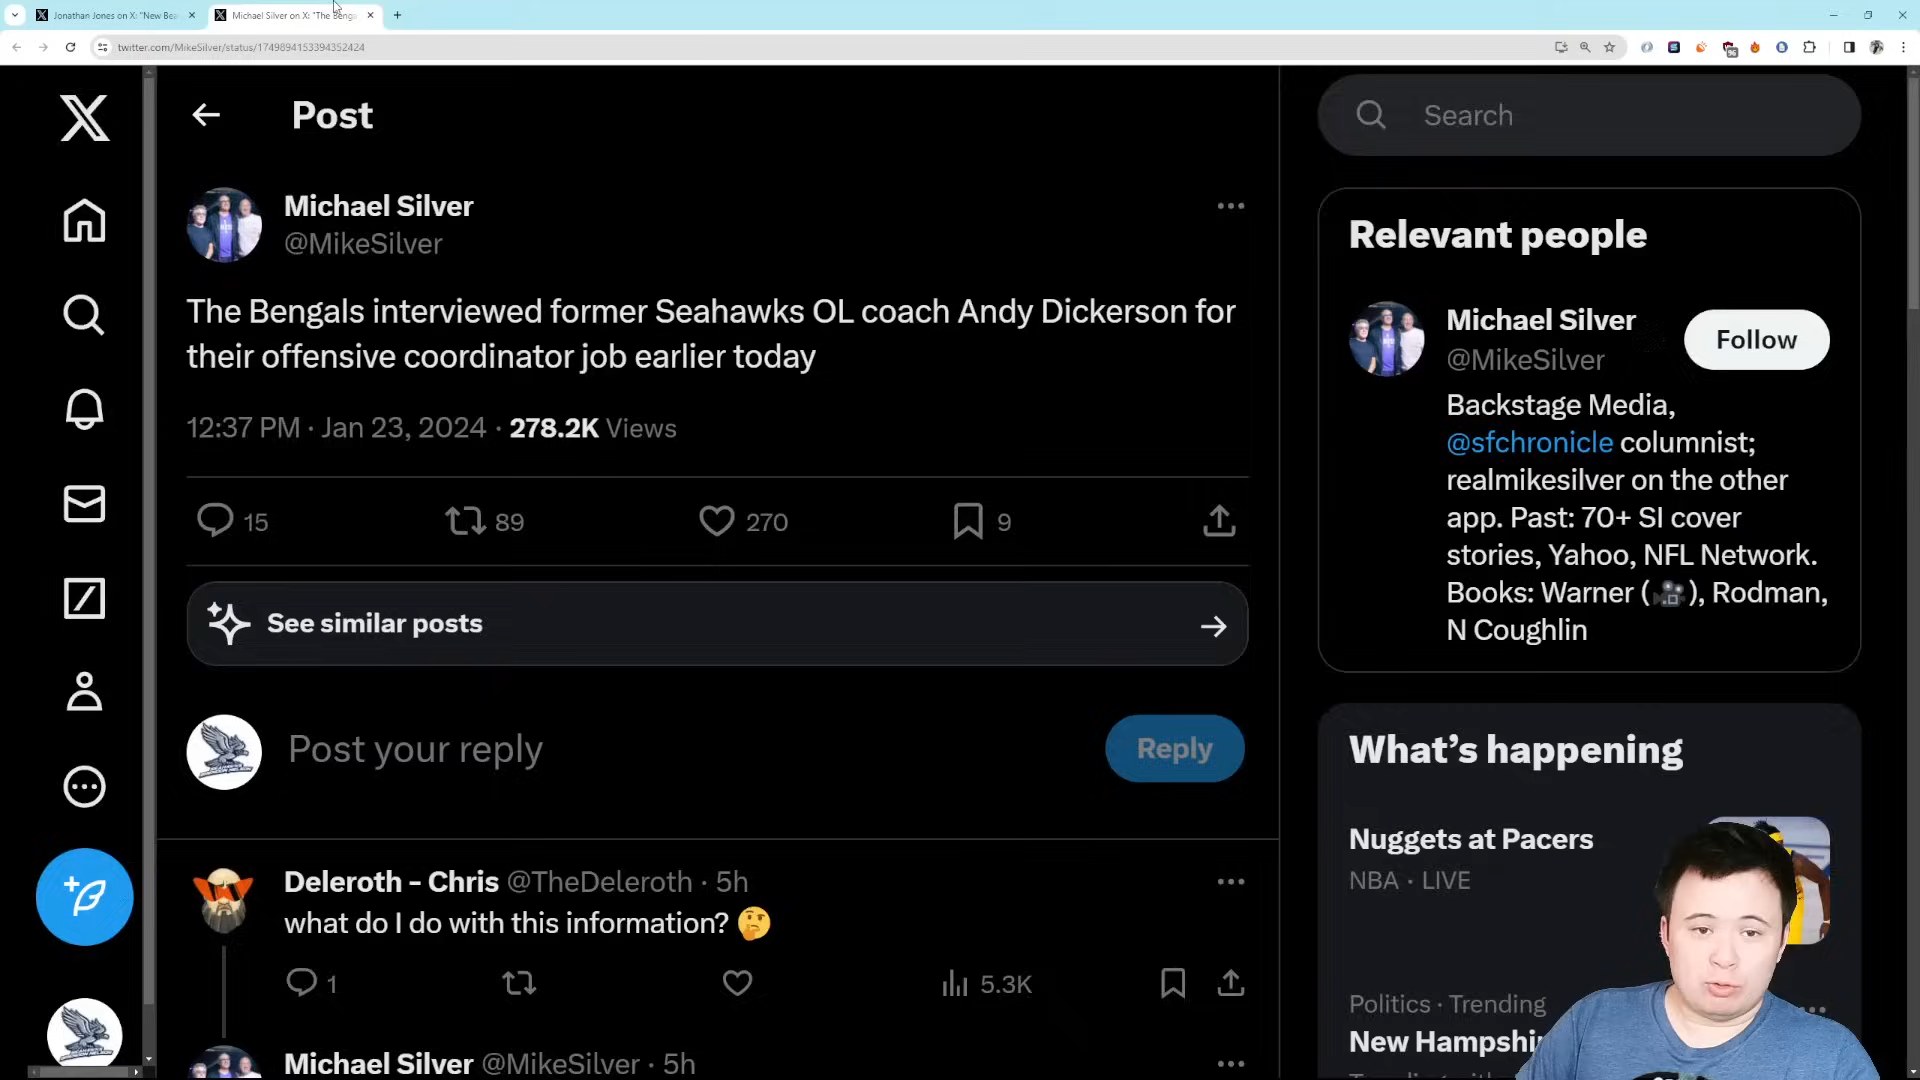 Jonathan Jones on X: "New Bea
Michael Silver on X: "The Benga
twitter.com/MikeSilver/status/1749894153394352424
Post
Search
Michael Silver
@MikeSilver
The Bengals interviewed former Seahawks OL coach Andy Dickerson for
their offensive coordinator job earlier today
12:37 PM · Jan 23, 2024 · 278.2K Views
15 89 270 9
See similar posts
Post your reply
Reply
Deleroth – Chris @TheDeleroth · 5h
what do I do with this information? 🤔
1 5.3K
Michael Silver @MikeSilver · 5h
Relevant people
Michael Silver
@MikeSilver
Follow
Backstage Media,
@sfchronicle columnist;
realmikesilver on the other
app. Past: 70+ SI cover
stories, Yahoo, NFL Network.
Books: Warner (🎥), Rodman,
N Coughlin
What's happening
Nuggets at Pacers
NBA · LIVE
Politics · Trending
New Hampshi